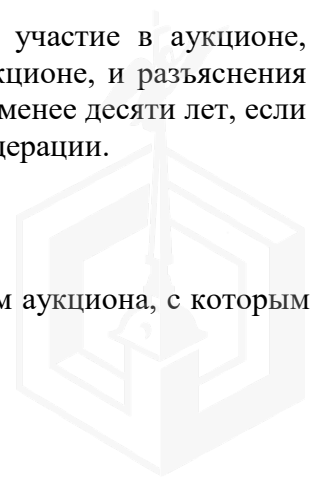 участие в аукционе,
кционе, и разъяснения
менее десяти лет, если
дерации.
м аукциона, с которым